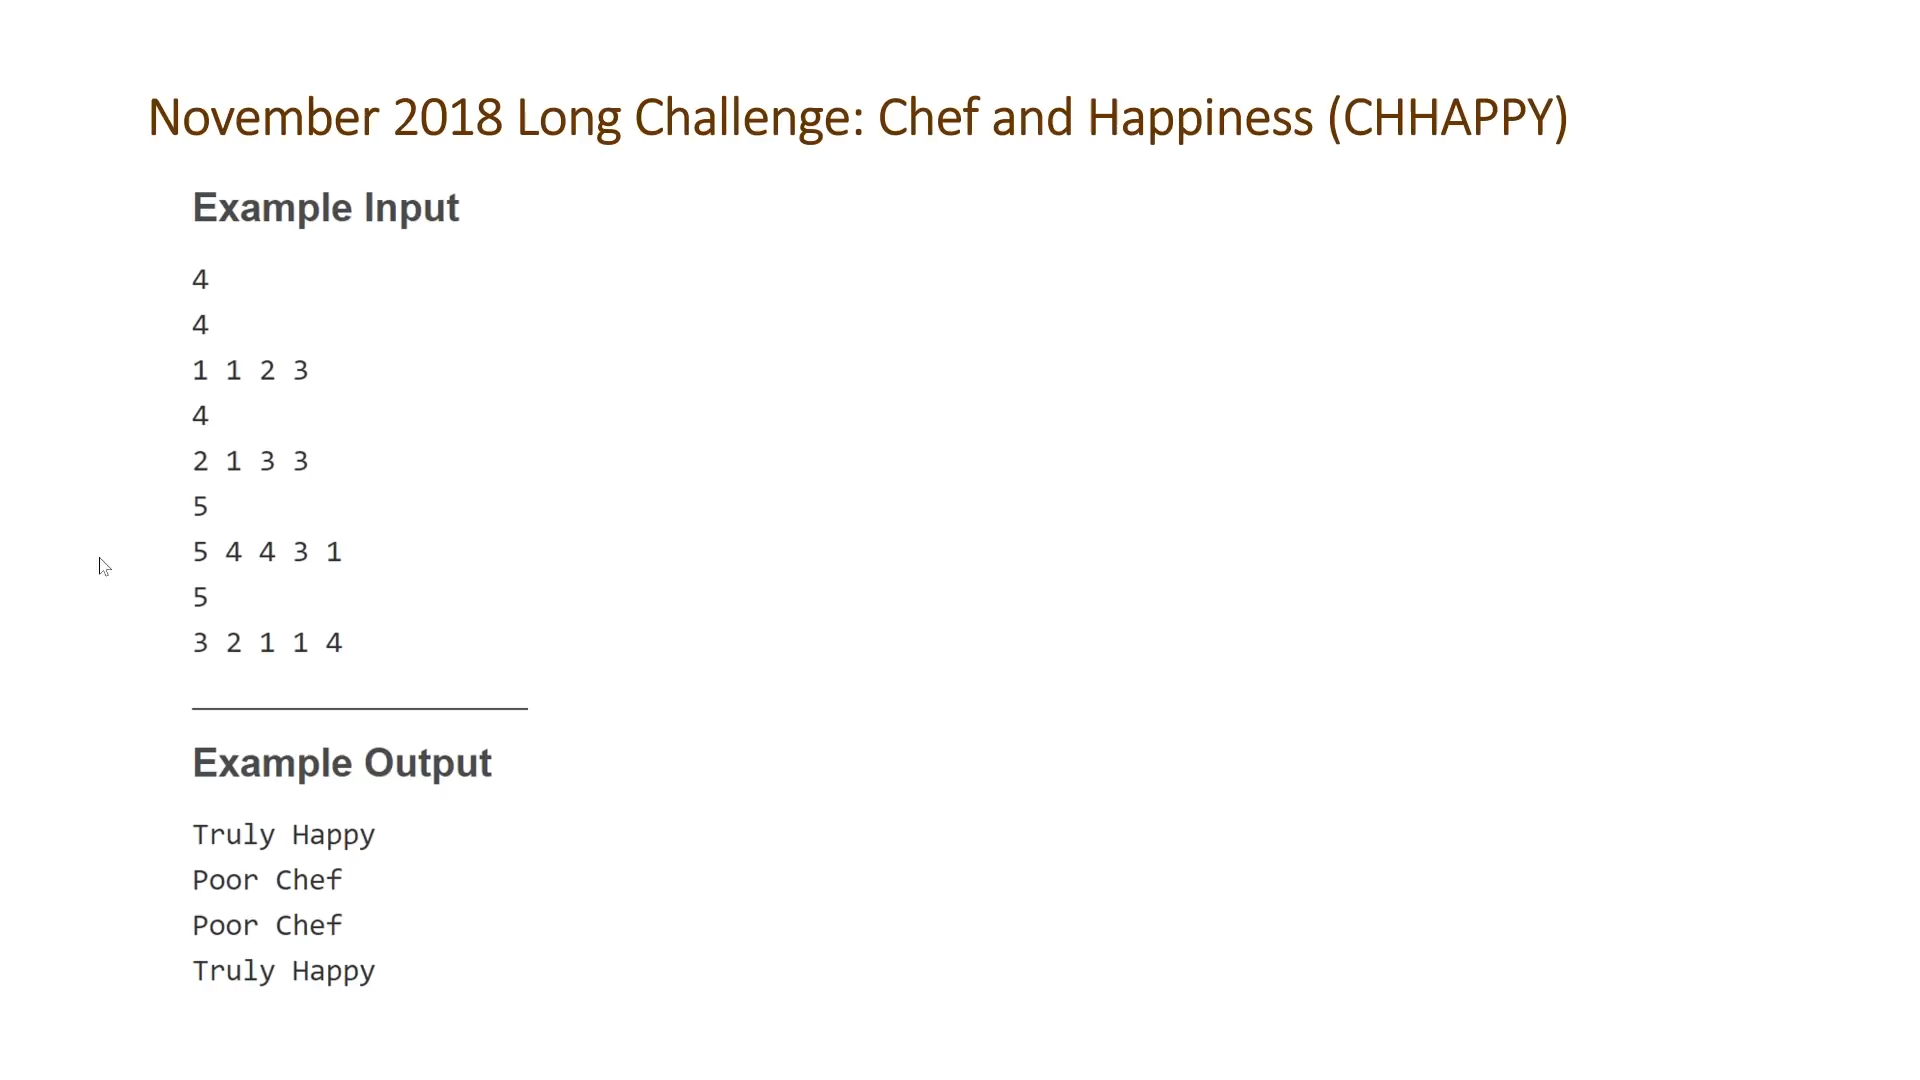 November 2018 Long Challenge: Chef and Happiness (CHHAPPY)
Example Input
4
4
1 1 2 3
4
2 1 3 3
5
5 4 4 3 1
5
3 2 1 1 4
Example Output
Truly Happy
Poor Chef
Poor Chef
Truly Happy